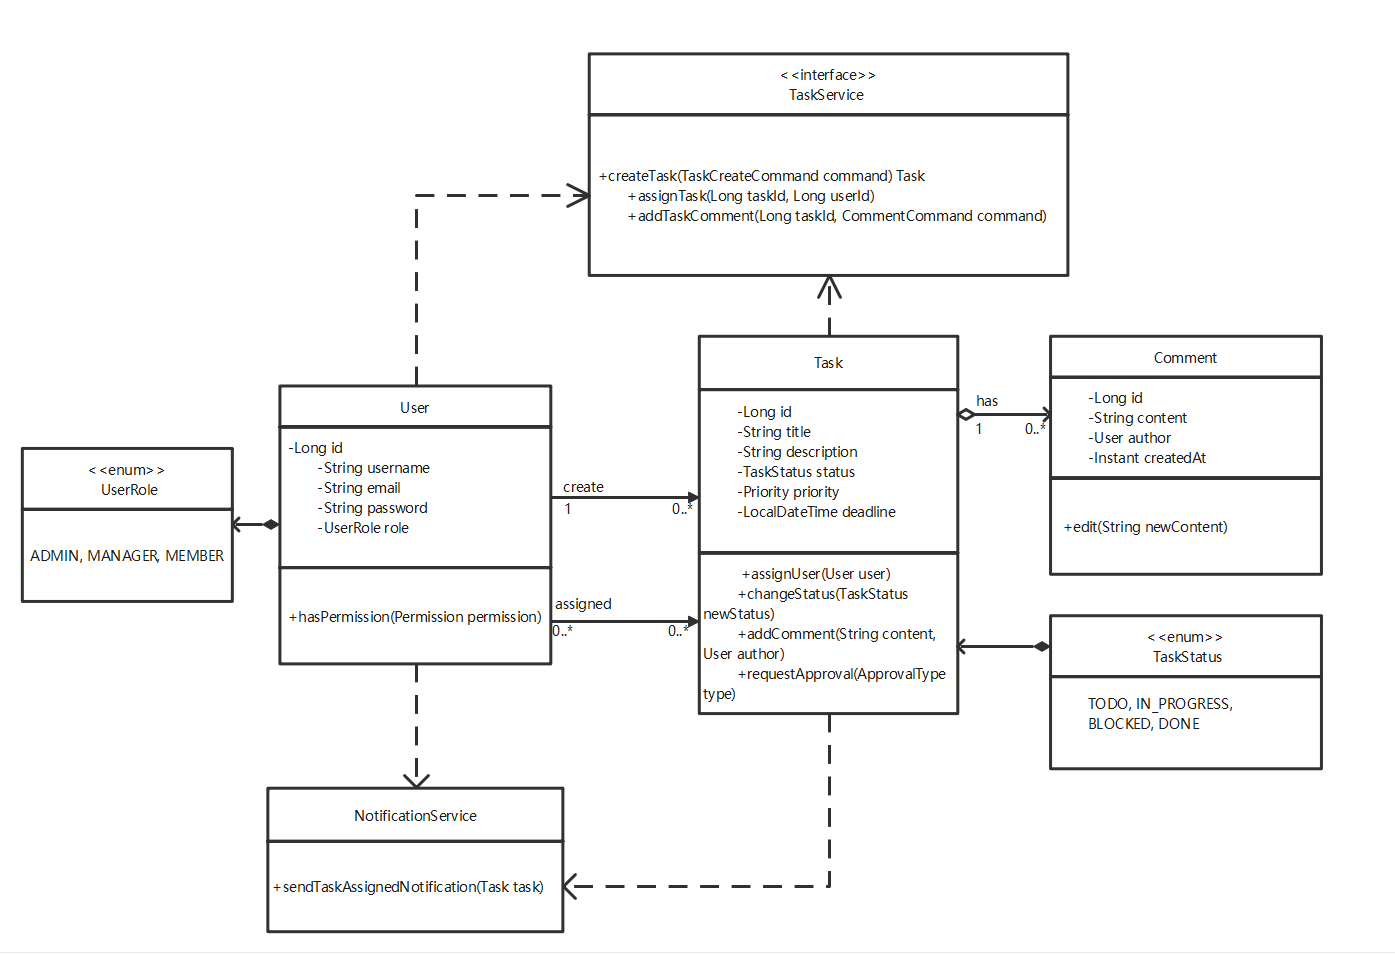 < <interface>>
TaskService
+createTask(TaskCreateCommand command) Task
+assignTask(Long taskId, Long userId)
+addTaskComment(Long taskId, CommentCommand command)
Task
-Long id
-String title
-String description
-TaskStatus status
-Priority priority
-LocalDateTime deadline
+assignUser(User user)
+changeStatus(TaskStatus
newStatus)
+addComment(String content,
User author)
+requestApproval(ApprovalType
type)
has
1
0..*
Comment
-Long id
-String content
-User author
-Instant createdAt
+edit(String newContent)
User
-Long id
-String username
-String email
-String password
-UserRole role
+hasPermission(Permission permission)
create
1
0..*
assigned
0..*
0..*
< <enum> >
UserRole
ADMIN, MANAGER, MEMBER
< <enum>>
TaskStatus
TODO, IN_PROGRESS,
BLOCKED, DONE
NotificationService
+sendTaskAssignedNotification(Task task)